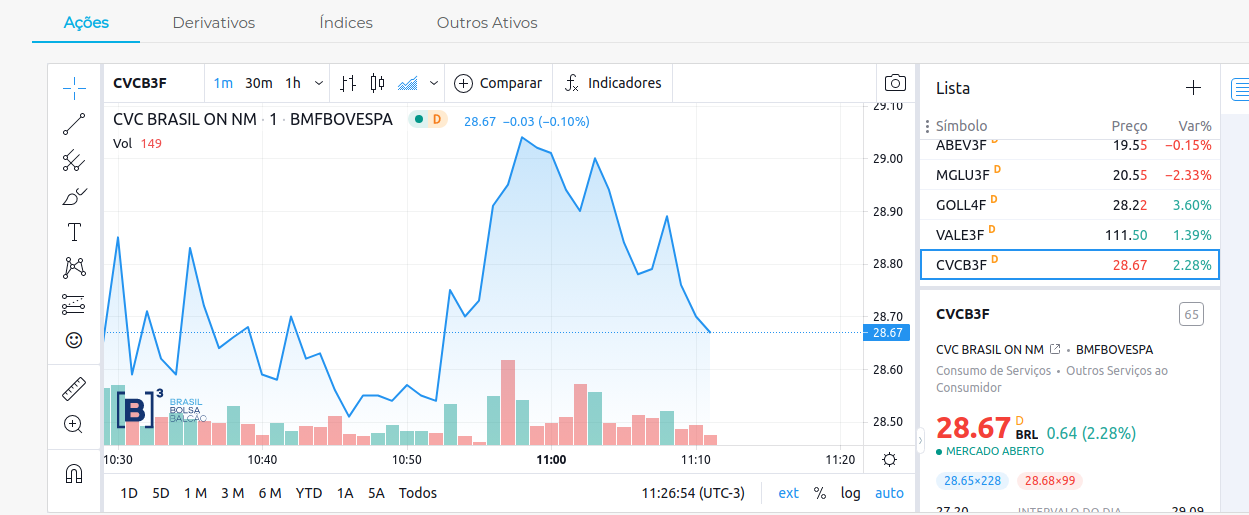 Ações Derivativos Índices Outros Ativos
CVCB3F 1m 30m 1h Comparar Indicadores
CVC BRASIL ON NM · 1 · BMFBOVESPA D 28.67 −0.03 (−0.10%)
Vol 149
29.10
29.00
28.90
28.80
28.70
28.67
28.60
28.50
B 3 BRASIL
BOLSA
BALCÃO
10:30 10:40 10:50 11:00 11:10 11:20
1D 5D 1 M 3 M 6 M YTD 1A 5A Todos 11:26:54 (UTC-3) ext % log auto
Lista
Símbolo Preço Var%
ABEV3F D 19.55 −0.15%
MGLU3F D 20.55 −2.33%
GOLL4F D 28.22 3.60%
VALE3F D 111.50 1.39%
CVCB3F D 28.67 2.28%
CVCB3F 65
CVC BRASIL ON NM • BMFBOVESPA
Consumo de Serviços • Outros Serviços ao
Consumidor
28.67 D BRL 0.64 (2.28%)
MERCADO ABERTO
28.65×228 28.68×99
27.20 INTERVALO DO DIA 29.09